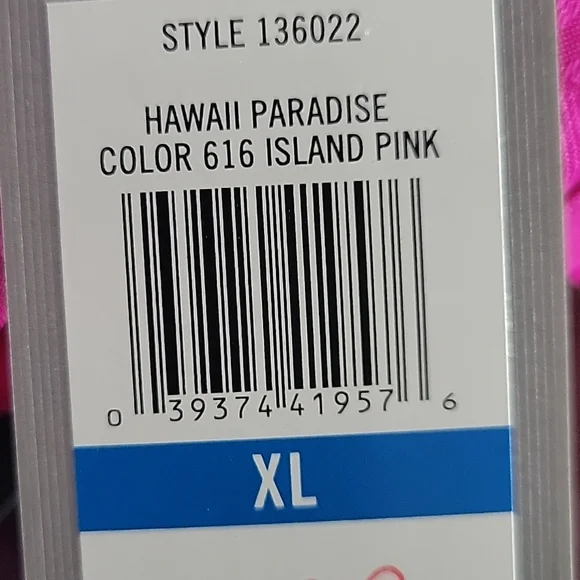 STYLE 136022
HAWAII PARADISE
COLOR 616 ISLAND PINK
0 39374 41957 6
XL